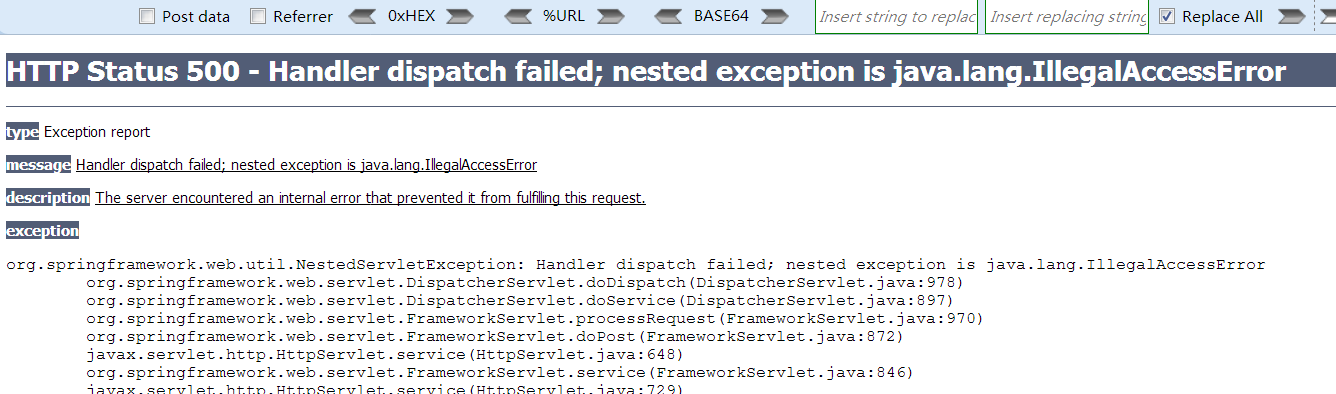 Post data Referrer 0xHEX %URL BASE64 Insert string to replac Insert replacing string Replace All
HTTP Status 500 - Handler dispatch failed; nested exception is java.lang.IllegalAccessError
type Exception report
message Handler dispatch failed; nested exception is java.lang.IllegalAccessError
description The server encountered an internal error that prevented it from fulfilling this request.
exception
org.springframework.web.util.NestedServletException: Handler dispatch failed; nested exception is java.lang.IllegalAccessError
org.springframework.web.servlet.DispatcherServlet.doDispatch(DispatcherServlet.java:978)
org.springframework.web.servlet.DispatcherServlet.doService(DispatcherServlet.java:897)
org.springframework.web.servlet.FrameworkServlet.processRequest(FrameworkServlet.java:970)
org.springframework.web.servlet.FrameworkServlet.doPost(FrameworkServlet.java:872)
javax.servlet.http.HttpServlet.service(HttpServlet.java:648)
org.springframework.web.servlet.FrameworkServlet.service(FrameworkServlet.java:846)
javax.servlet.http.HttpServlet.service(HttpServlet.java:729)